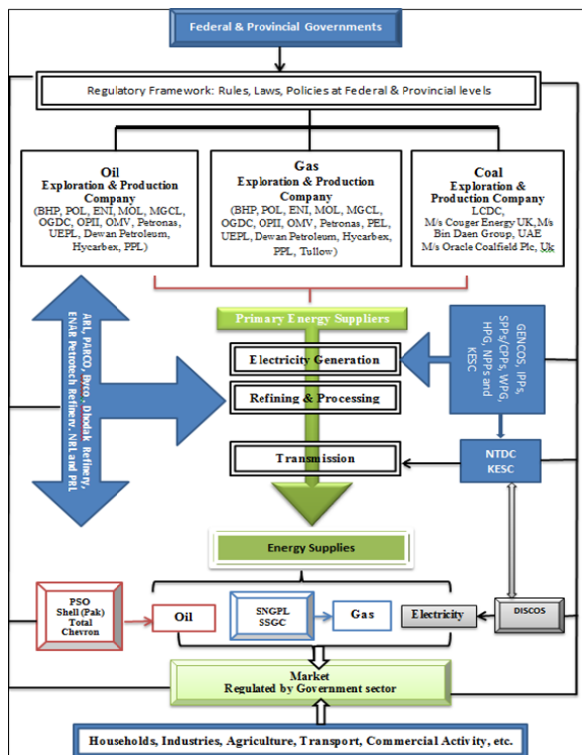 Federal & Provincial Governments
Regulatory Framework: Rules, Laws, Policies at Federal & Provincial levels
Oil
Exploration & Production
Company
(BHP, POL, ENI, MOL, MGCL,
OGDC, OPII, OMV, Petronas,
UEPL, Dewan Petroleum,
Hycarbex, PPL)
Gas
Exploration & Production
Company
(BHP, POL, ENI, MOL, MGCL,
OGDC, OPII, OMV, Petronas, PEL,
UEPL, Dewan Petroleum, Hycarbex,
PPL, Tullow)
Coal
Exploration &
Production Company
LCDC,
M/s Couger Energy UK, M/s
Bin Daen Group, UAE
M/s Oracle Coalfield Plc, Uk
Primary Energy Suppliers
Electricity Generation
Refining & Processing
Transmission
ARL, PARCO, Byco, Dhodak Refinery,
ENAR Petrotech Refinery, NRL and PRL
GENCOS, IPPs,
SPPs/CPPs, WPG,
HPG, NPPs and
KESC
NTDC
KESC
Energy Supplies
PSO
Shell (Pak)
Total
Chevron
Oil
SNGPL
SSGC
Gas
Electricity
DISCOS
Market
Regulated by Government sector
Households, Industries, Agriculture, Transport, Commercial Activity, etc.